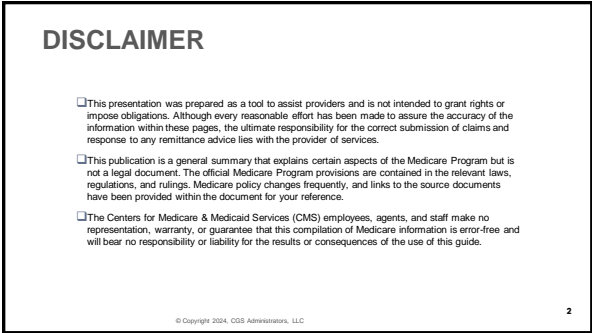 DISCLAIMER
This presentation was prepared as a tool to assist providers and is not intended to grant rights or
impose obligations. Although every reasonable effort has been made to assure the accuracy of the
information within these pages, the ultimate responsibility for the correct submission of claims and
response to any remittance advice lies with the provider of services.
This publication is a general summary that explains certain aspects of the Medicare Program but is
not a legal document. The official Medicare Program provisions are contained in the relevant laws,
regulations, and rulings. Medicare policy changes frequently, and links to the source documents
have been provided within the document for your reference.
The Centers for Medicare & Medicaid Services (CMS) employees, agents, and staff make no
representation, warranty, or guarantee that this compilation of Medicare information is error-free and
will bear no responsibility or liability for the results or consequences of the use of this guide.
2
© Copyright 2024, CGS Administrators, LLC